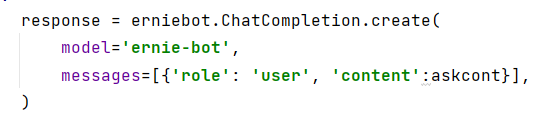 response = erniebot.ChatCompletion.create(
    model='ernie-bot',
    messages=[{'role': 'user', 'content':askcont}],
)